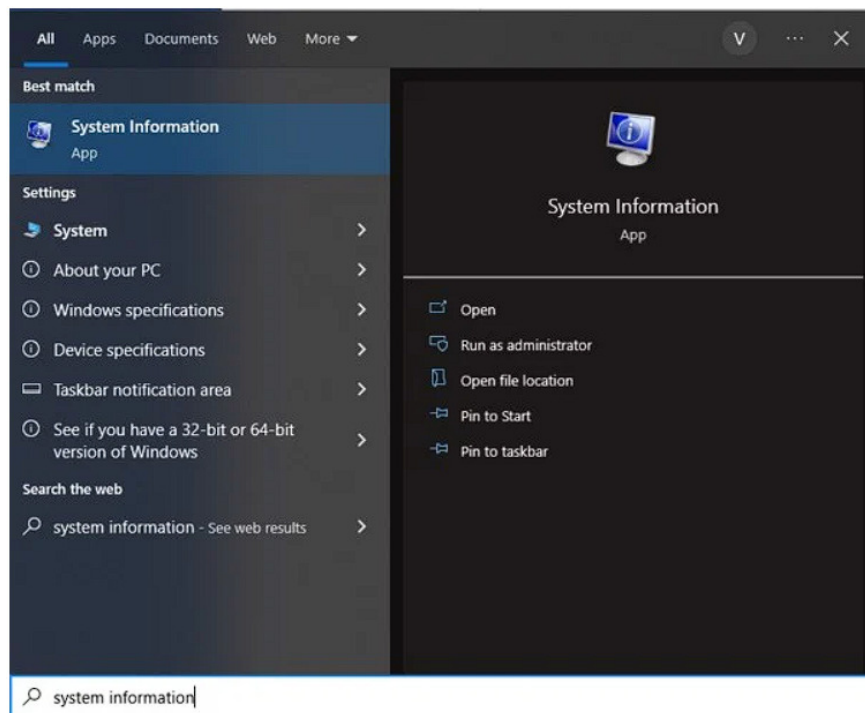 All Apps Documents Web More V ... ×
Best match
System Information
App
Settings
System
About your PC
Windows specifications
Device specifications
Taskbar notification area
See if you have a 32-bit or 64-bit
version of Windows
Search the web
system information - See web results
System Information
App
Open
Run as administrator
Open file location
Pin to Start
Pin to taskbar
system information